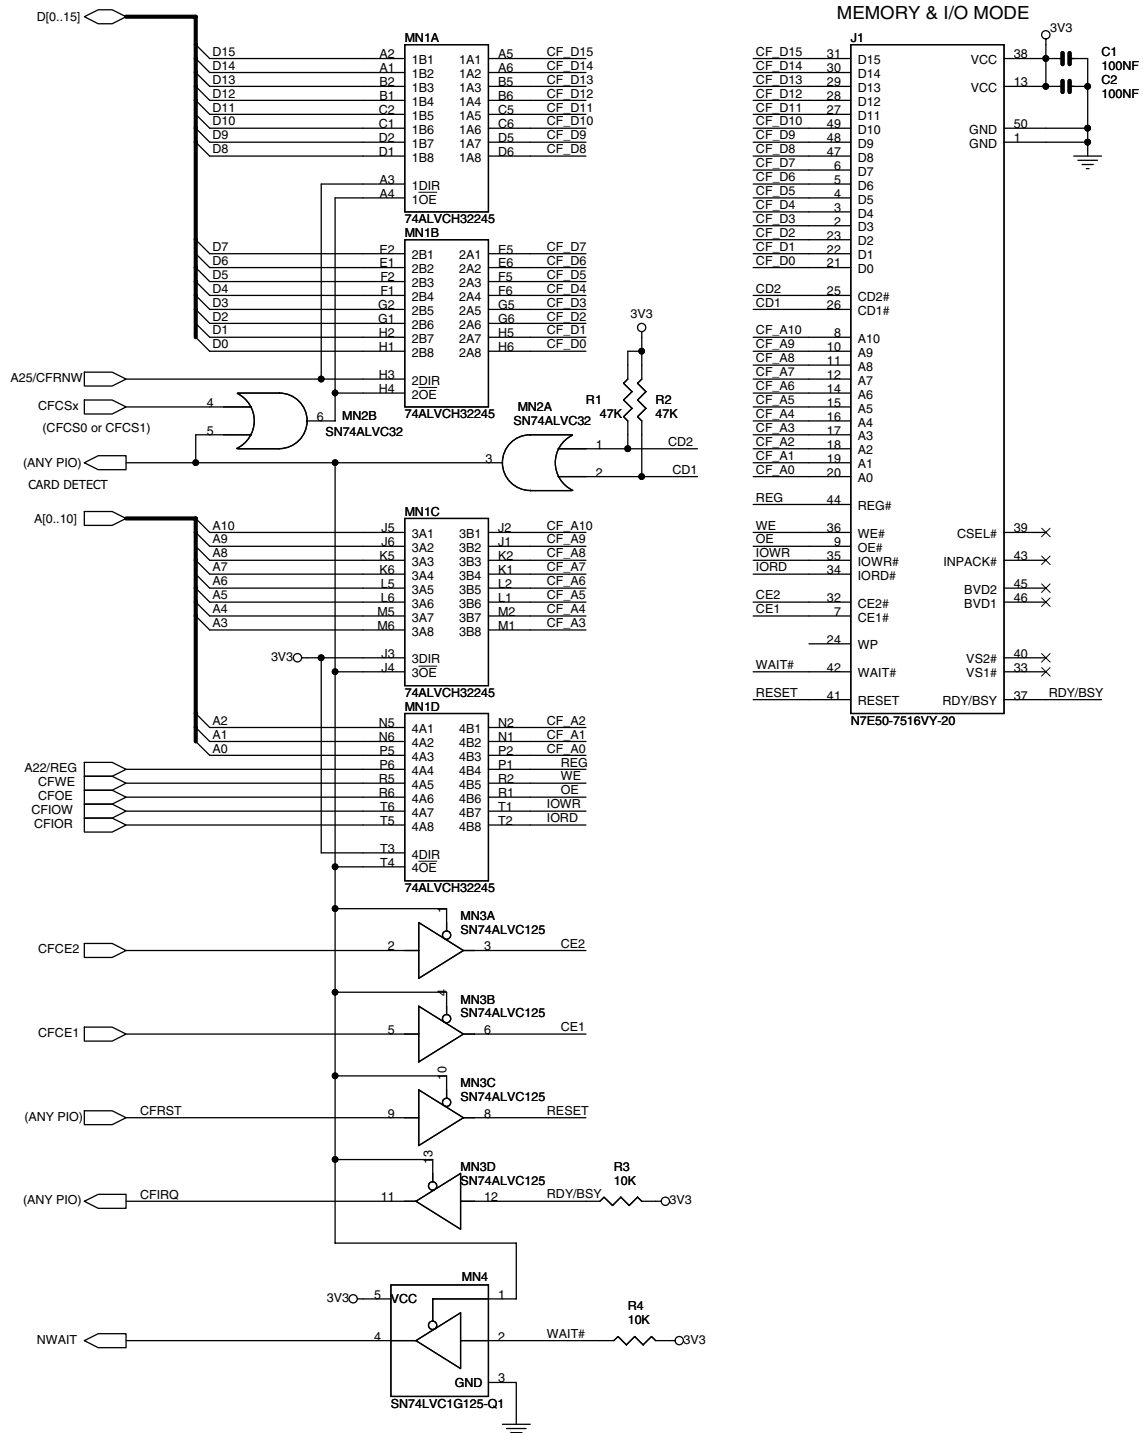 MEMORY & I/O MODE
D[0..15]
MN1A
D15 A2 1B1 1A1 A5 CF_D15
D14 A1 1B2 1A2 A6 CF_D14
D13 B2 1B3 1A3 B5 CF_D13
D12 B1 1B4 1A4 B6 CF_D12
D11 C2 1B5 1A5 C5 CF_D11
D10 C1 1B6 1A6 C6 CF_D10
D9 D2 1B7 1A7 D5 CF_D9
D8 D1 1B8 1A8 D6 CF_D8
A3 1DIR
A4 1OE
74ALVCH32245
MN1B
D7 E2 2B1 2A1 E5 CF_D7
D6 E1 2B2 2A2 E6 CF_D6
D5 F2 2B3 2A3 F5 CF_D5
D4 F1 2B4 2A4 F6 CF_D4
D3 G2 2B5 2A5 G5 CF_D3
D2 G1 2B6 2A6 G6 CF_D2
D1 H2 2B7 2A7 H5 CF_D1
D0 H1 2B8 2A8 H6 CF_D0
A25/CFRNW H3 2DIR
H4 2OE
74ALVCH32245
CFCSx 4
(CFCS0 or CFCS1) 5
6 MN2B
SN74ALVC32
3V3
R1 47K
R2 47K
MN2A
SN74ALVC32
1 CD2
2 CD1
3
(ANY PIO)
CARD DETECT
A[0..10]
MN1C
A10 J5 3A1 3B1 J2 CF_A10
A9 J6 3A2 3B2 J1 CF_A9
A8 K5 3A3 3B3 K2 CF_A8
A7 K6 3A4 3B4 K1 CF_A7
A6 L5 3A5 3B5 L2 CF_A6
A5 L6 3A6 3B6 L1 CF_A5
A4 M5 3A7 3B7 M2 CF_A4
A3 M6 3A8 3B8 M1 CF_A3
3V3 J3 3DIR
J4 3OE
74ALVCH32245
MN1D
A2 N5 4A1 4B1 N2 CF_A2
A1 N6 4A2 4B2 N1 CF_A1
A0 P5 4A3 4B3 P2 CF_A0
A22/REG P6 4A4 4B4 P1 REG
CFWE R5 4A5 4B5 R2 WE
CFOE R6 4A6 4B6 R1 OE
CFIOW T6 4A7 4B7 T1 IOWR
CFIOR T5 4A8 4B8 T2 IORD
T3 4DIR
T4 4OE
74ALVCH32245
MN3A
SN74ALVC125
1
CFCE2 2 3 CE2
MN3B
SN74ALVC125
4
CFCE1 5 6 CE1
MN3C
SN74ALVC125
10
(ANY PIO) CFRST 9 8 RESET
MN3D
SN74ALVC125
13
(ANY PIO) CFIRQ 11 12 RDY/BSY R3 10K 3V3
MN4
3V3 5 VCC 1
NWAIT 4 2 WAIT# R4 10K 3V3
GND 3
SN74LVC1G125-Q1
J1
3V3
CF_D15 31 D15 VCC 38 C1 100NF
CF_D14 30 D14
CF_D13 29 D13 VCC 13 C2 100NF
CF_D12 28 D12
CF_D11 27 D11
CF_D10 49 D10 GND 50
CF_D9 48 D9 GND 1
CF_D8 47 D8
CF_D7 6 D7
CF_D6 5 D6
CF_D5 4 D5
CF_D4 3 D4
CF_D3 2 D3
CF_D2 23 D2
CF_D1 22 D1
CF_D0 21 D0
CD2 25 CD2#
CD1 26 CD1#
CF_A10 8 A10
CF_A9 10 A9
CF_A8 11 A8
CF_A7 12 A7
CF_A6 14 A6
CF_A5 15 A5
CF_A4 16 A4
CF_A3 17 A3
CF_A2 18 A2
CF_A1 19 A1
CF_A0 20 A0
REG 44 REG#
WE 36 WE# CSEL# 39
OE 9 OE#
IOWR 35 IOWR# INPACK# 43
IORD 34 IORD#
BVD2 45
CE2 32 CE2# BVD1 46
CE1 7 CE1#
24 WP
VS2# 40
WAIT# 42 WAIT# VS1# 33
RESET 41 RESET RDY/BSY 37 RDY/BSY
N7E50-7516VY-20